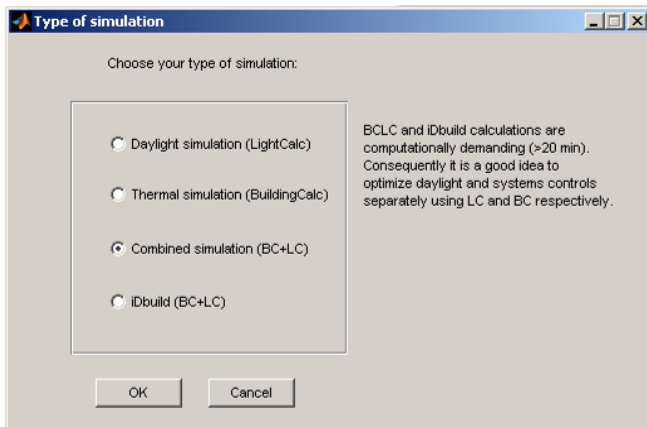 Type of simulation
Choose your type of simulation:
Daylight simulation (LightCalc)
Thermal simulation (BuildingCalc)
Combined simulation (BC+LC)
iDbuild (BC+LC)
BCLC and iDbuild calculations are
computationally demanding (>20 min).
Consequently it is a good idea to
optimize daylight and systems controls
separately using LC and BC respectively.
OK
Cancel